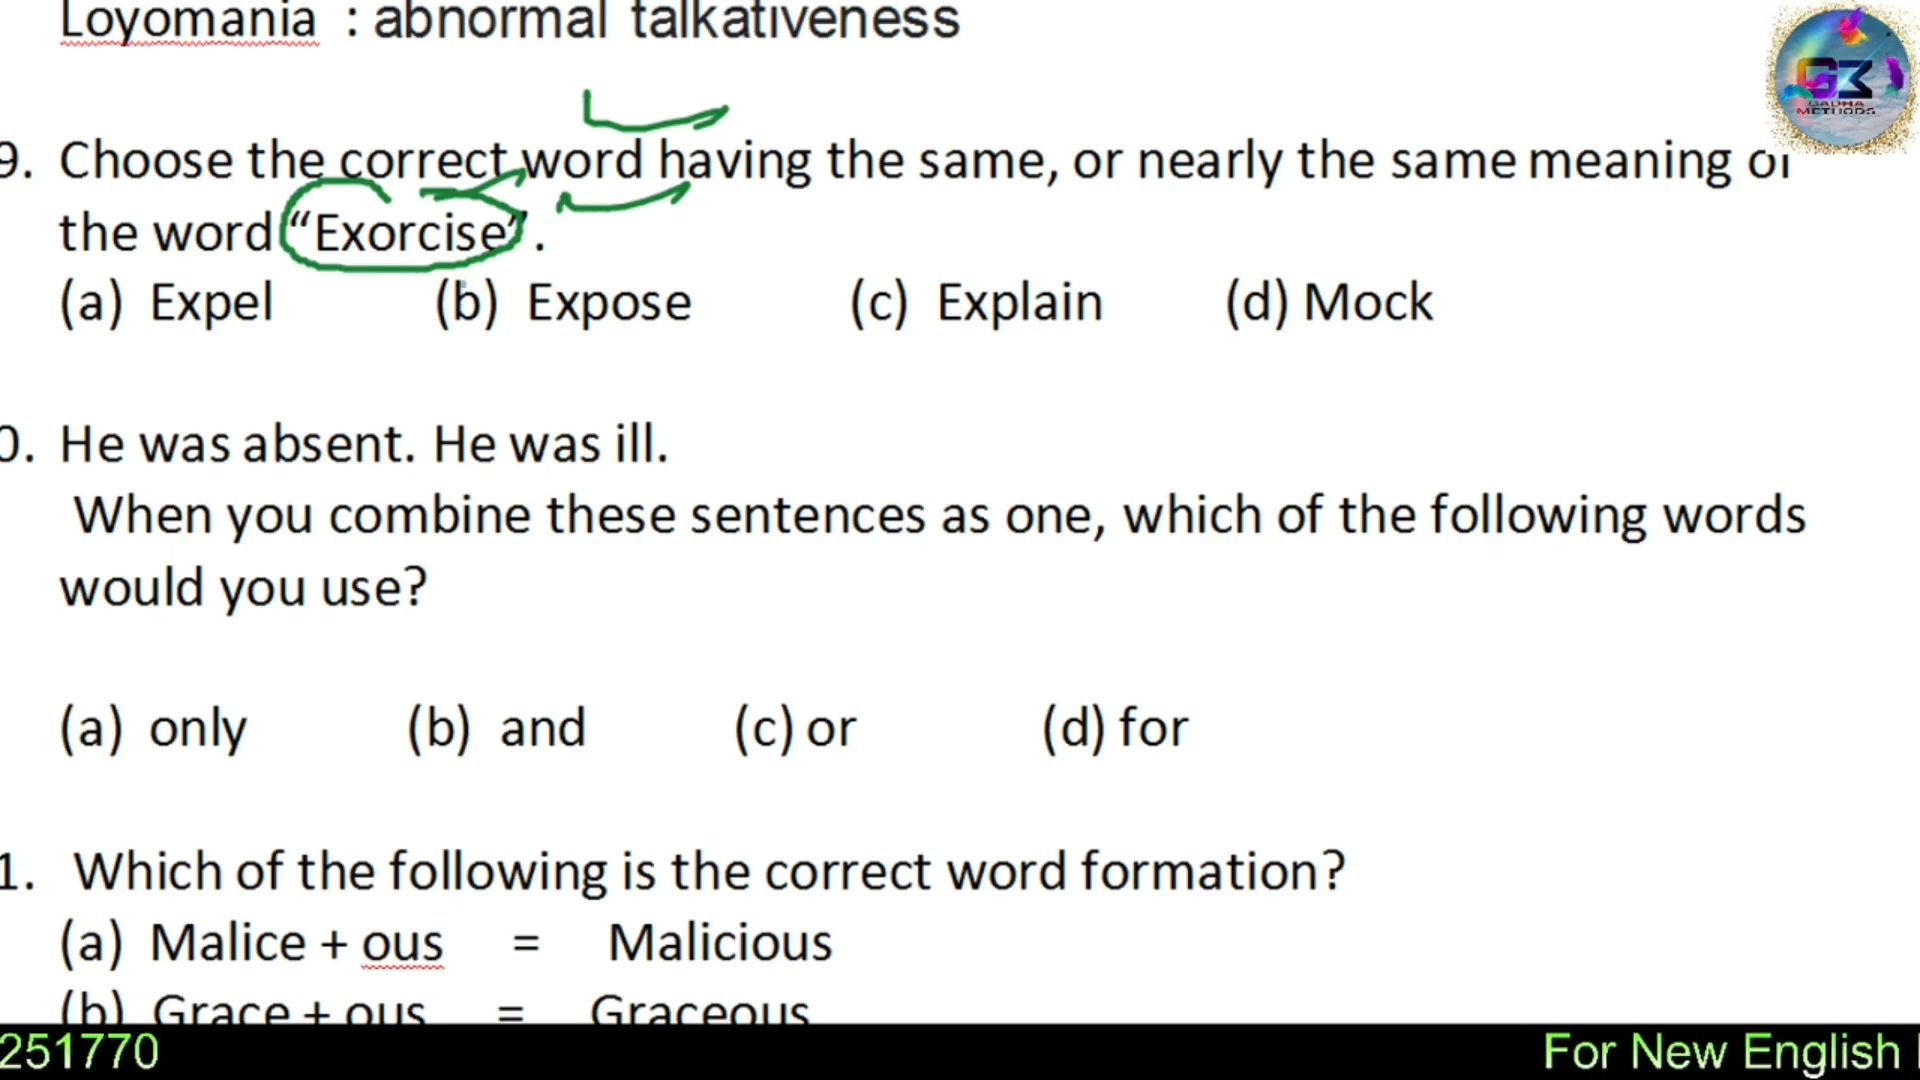 Loyomania : abnormal talkativeness
G3
GADHA
METHODS
9. Choose the correct word having the same, or nearly the same meaning of
the word “Exorcise”.
(a) Expel (b) Expose (c) Explain (d) Mock
0. He was absent. He was ill.
When you combine these sentences as one, which of the following words
would you use?
(a) only (b) and (c) or (d) for
1. Which of the following is the correct word formation?
(a) Malice + ous = Malicious
(b) Grace + ous = Graceous
251770 For New English